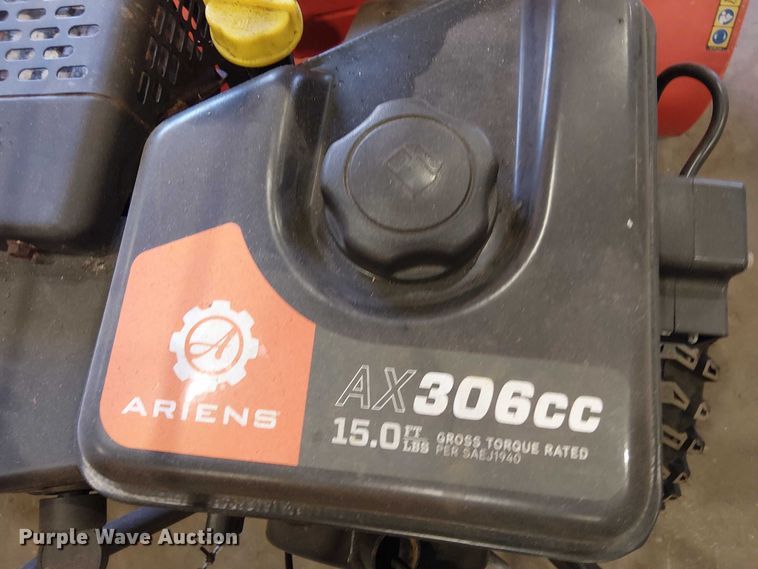 ARIENS
AX306CC
15.0 FT LBS GROSS TORQUE RATED
PER SAEJ1940
Purple Wave Auction®